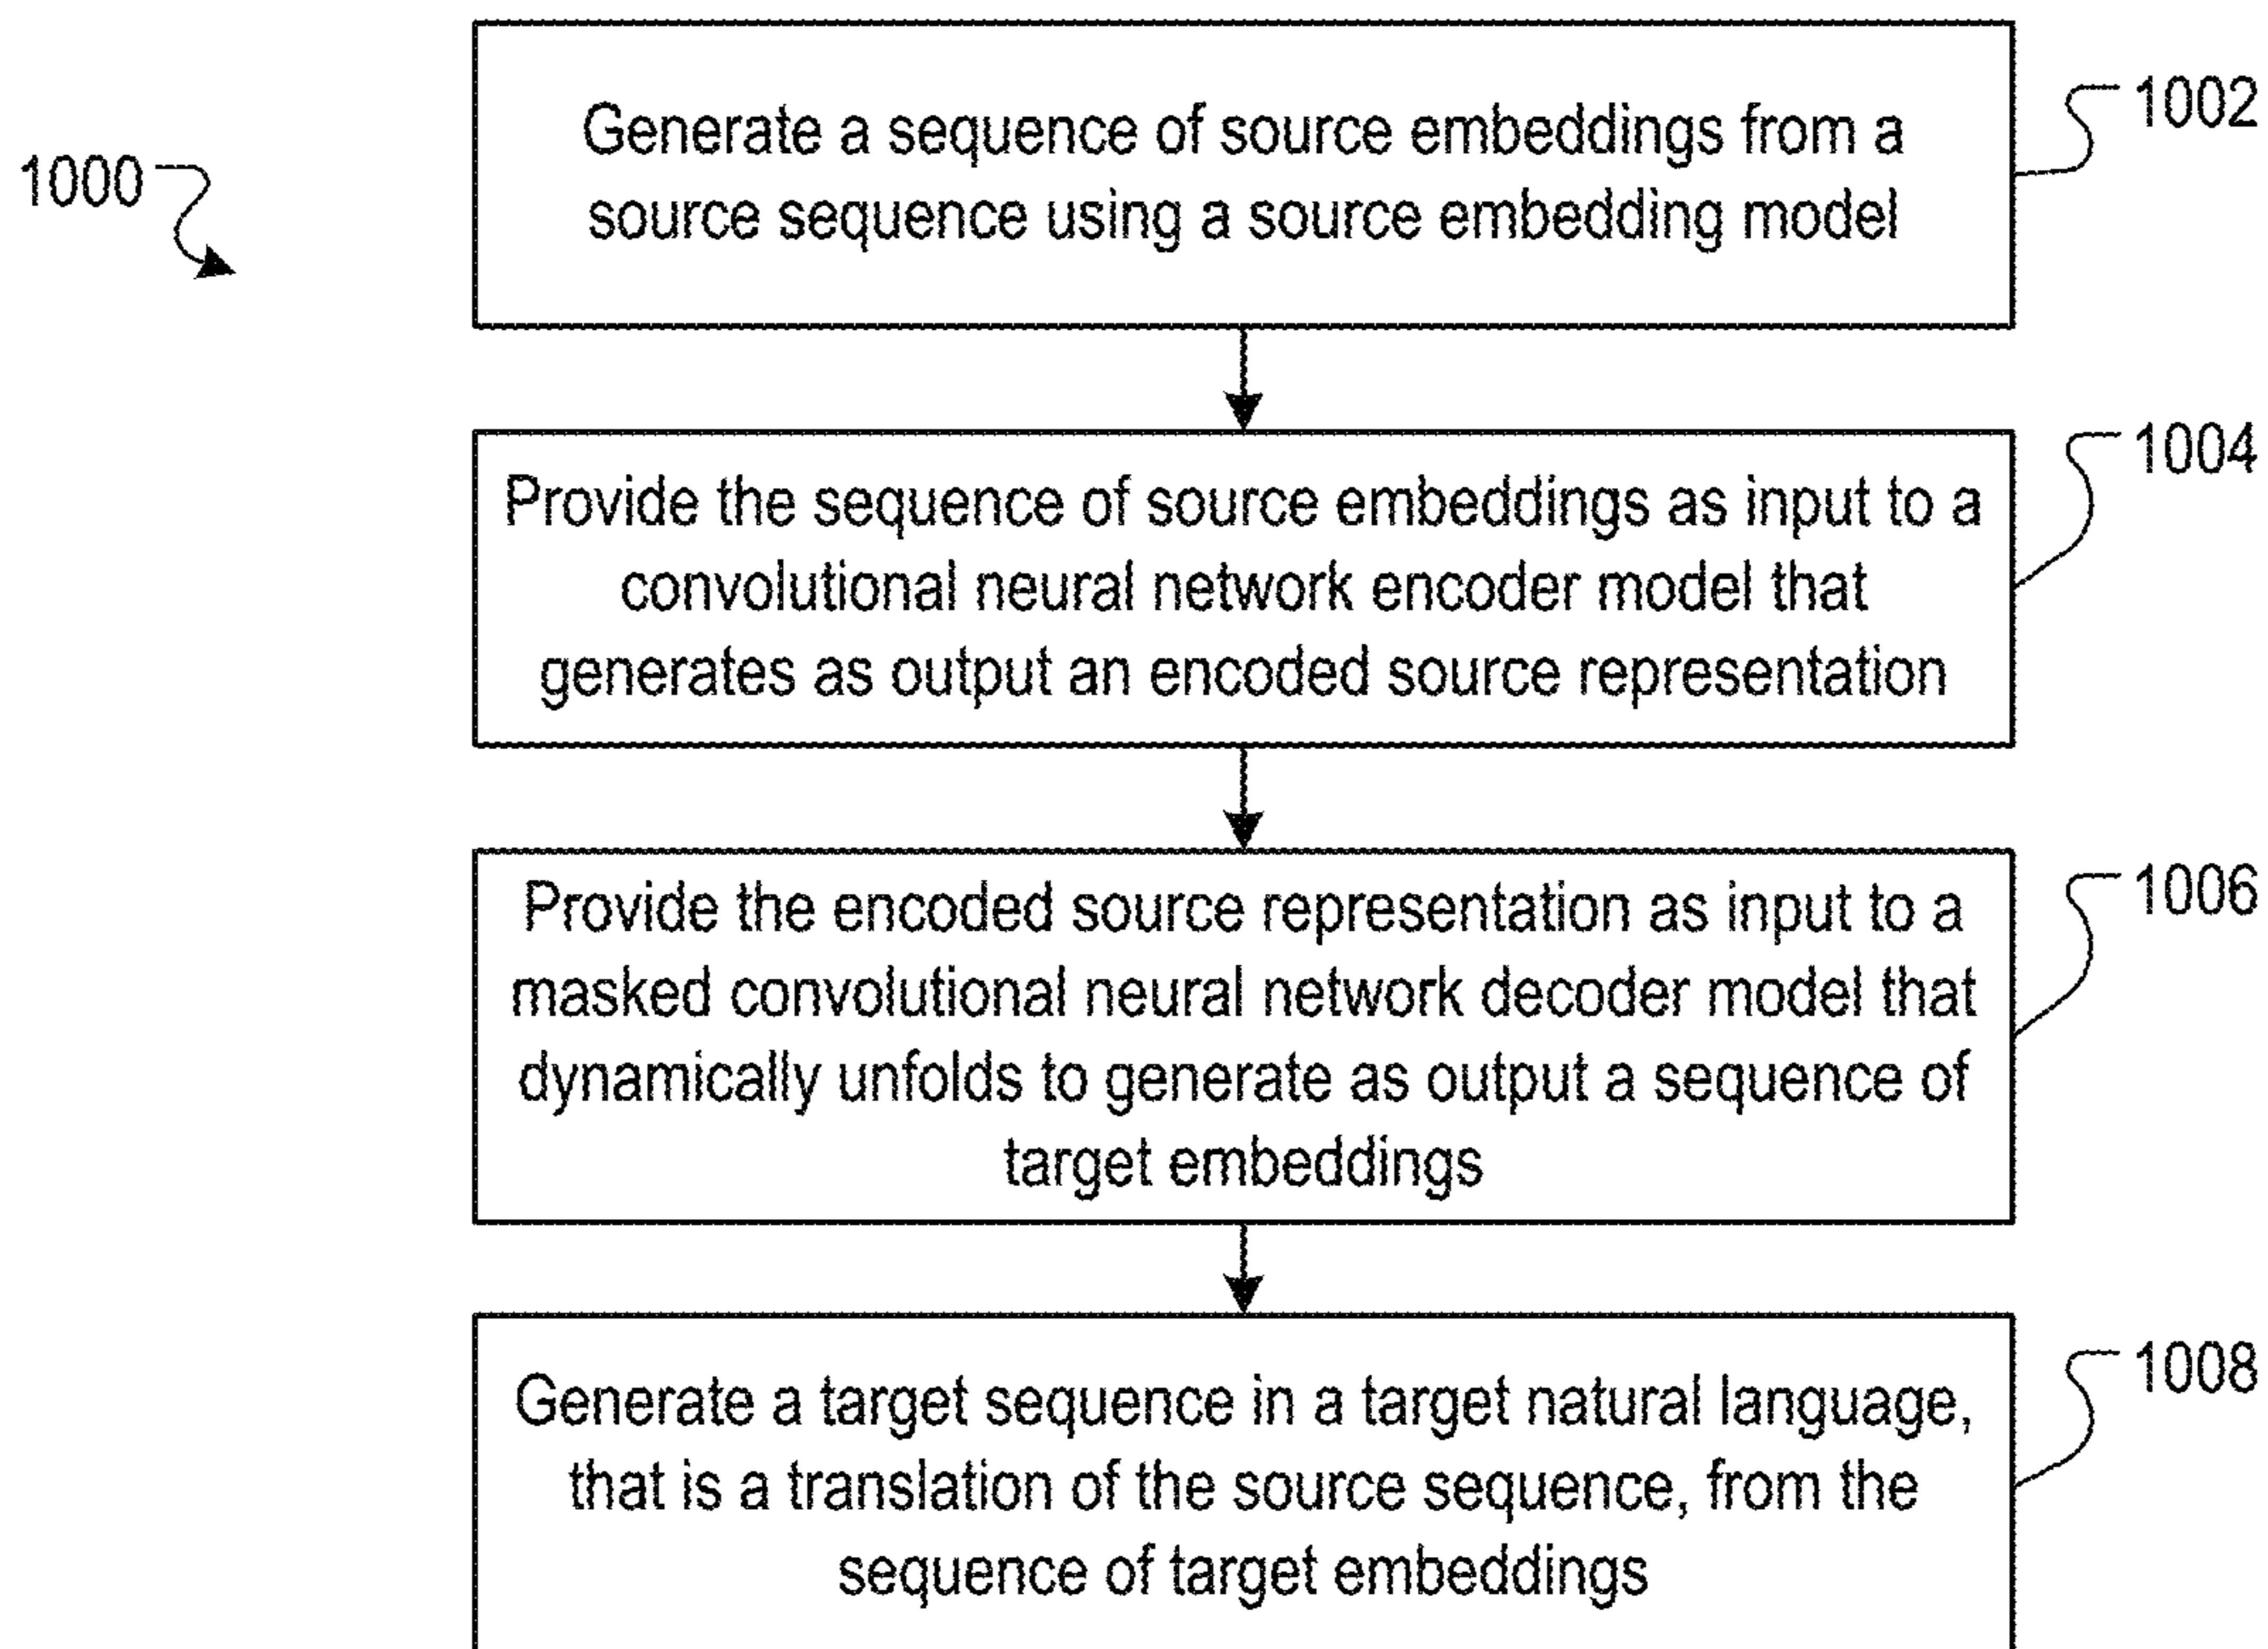 1000
Generate a sequence of source embeddings from a
source sequence using a source embedding model
1002
Provide the sequence of source embeddings as input to a
convolutional neural network encoder model that
generates as output an encoded source representation
1004
Provide the encoded source representation as input to a
masked convolutional neural network decoder model that
dynamically unfolds to generate as output a sequence of
target embeddings
1006
Generate a target sequence in a target natural language,
that is a translation of the source sequence, from the
sequence of target embeddings
1008